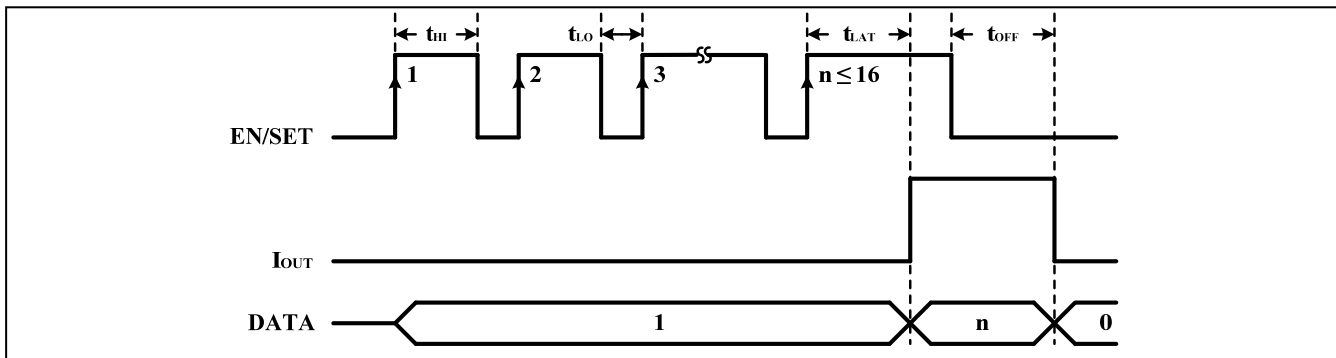 tHI tLO tLAT tOFF
1 2 3 n ≤ 16
EN/SET
IOUT
DATA 1 n 0